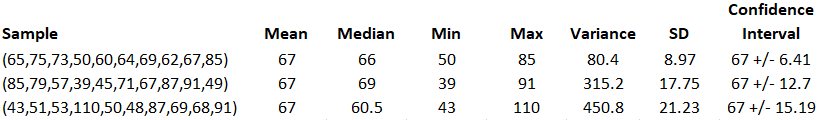 Confidence
Sample Mean Median Min Max Variance SD Interval
(65,75,73,50,60,64,69,62,67,85) 67 66 50 85 80.4 8.97 67 +/- 6.41
(85,79,57,39,45,71,67,87,91,49) 67 69 39 91 315.2 17.75 67 +/- 12.7
(43,51,53,110,50,48,87,69,68,91) 67 60.5 43 110 450.8 21.23 67 +/- 15.19